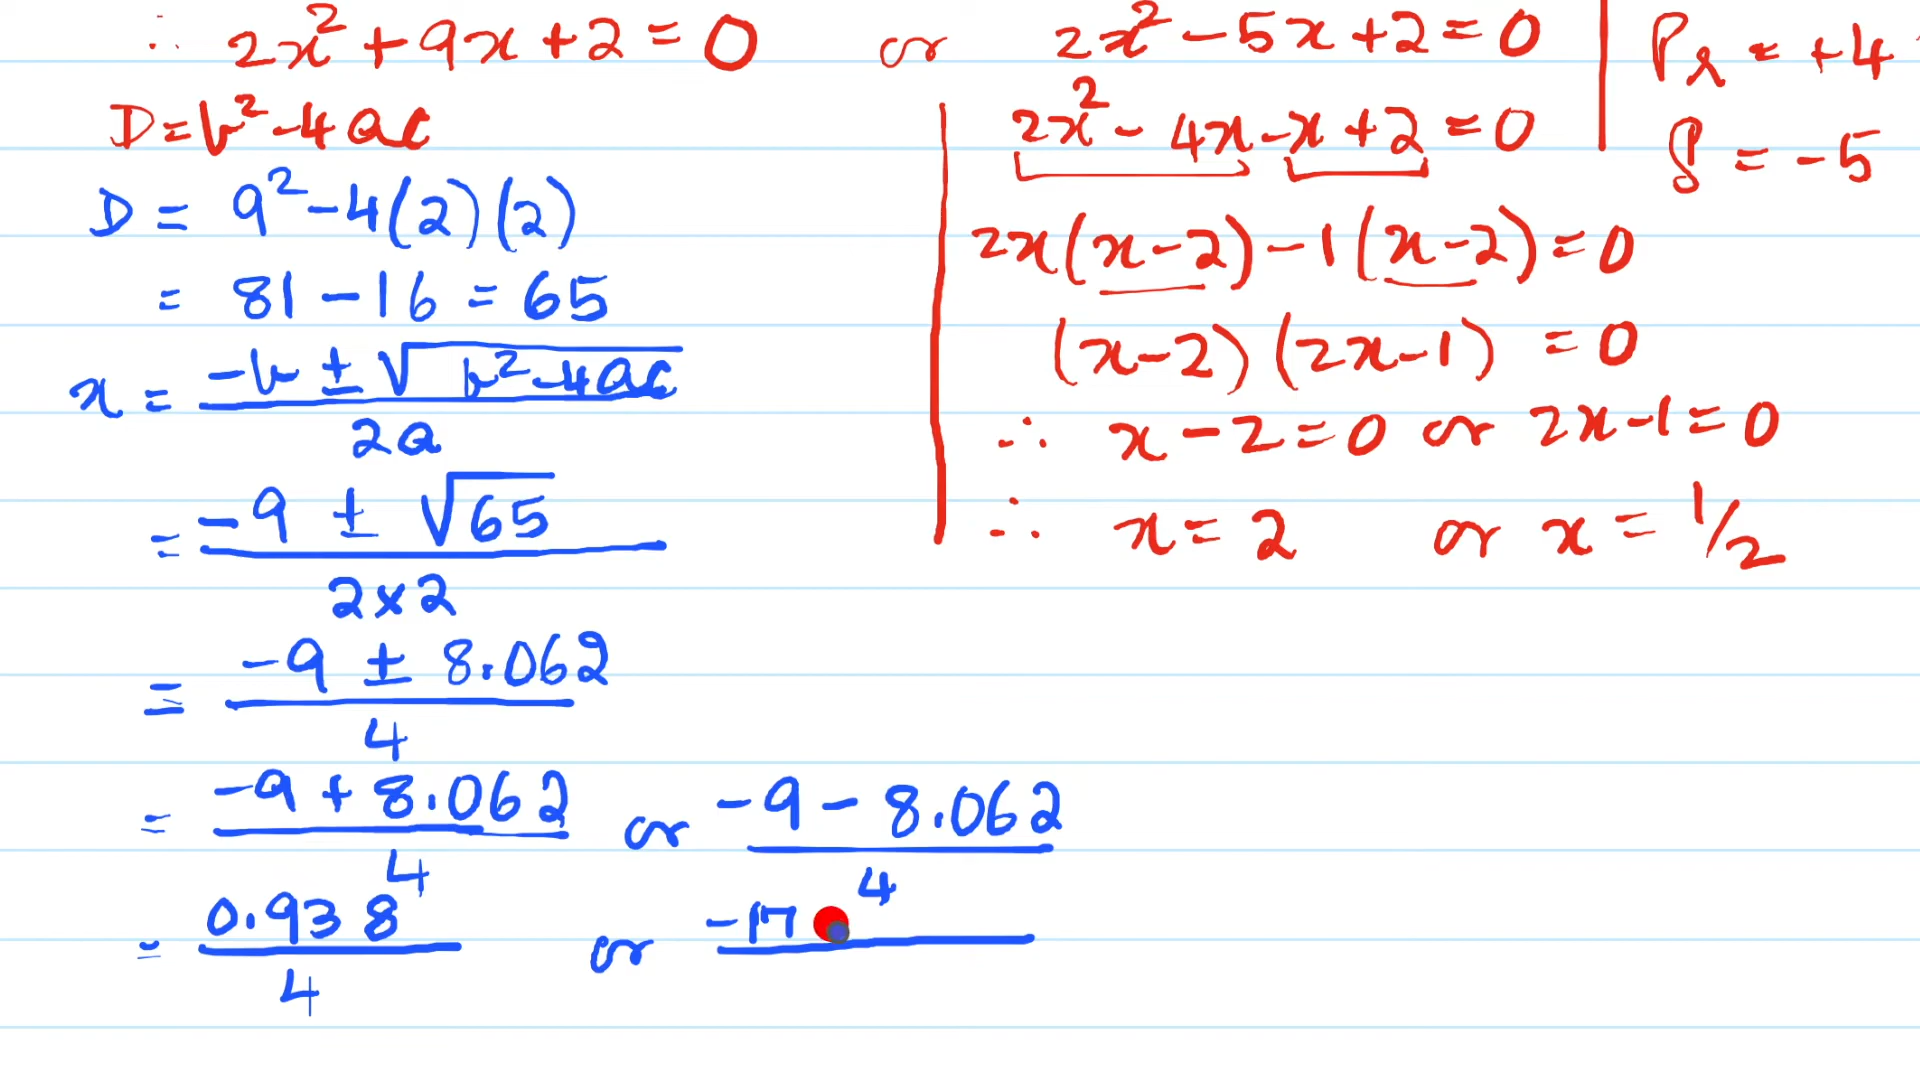 ∴ 2x² + 9x + 2 = 0 or 2x² - 5x + 2 = 0
D = b² - 4ac
D = 9² - 4(2)(2)
= 81 - 16 = 65
x = (-b ± √(b² - 4ac)) / 2a
= (-9 ± √65) / (2 × 2)
= (-9 ± 8.062) / 4
= (-9 + 8.062) / 4 or (-9 - 8.062) / 4
= 0.938 / 4 or -17
2x² - 4x - x + 2 = 0
2x(x - 2) - 1(x - 2) = 0
(x - 2)(2x - 1) = 0
∴ x - 2 = 0 or 2x - 1 = 0
∴ x = 2 or x = 1/2
Pr = +4
S = -5